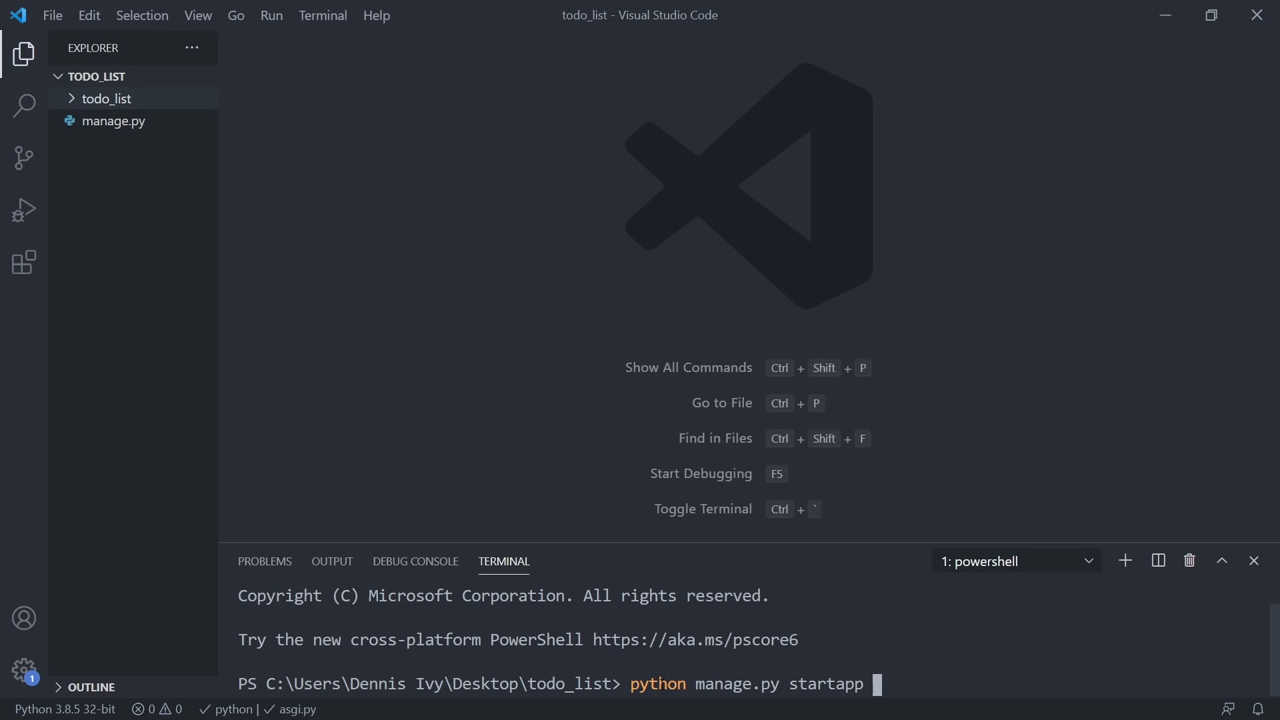 File Edit Selection View Go Run Terminal Help
todo_list - Visual Studio Code
EXPLORER
TODO_LIST
todo_list
manage.py
Show All Commands Ctrl + Shift + P
Go to File Ctrl + P
Find in Files Ctrl + Shift + F
Start Debugging F5
Toggle Terminal Ctrl + `
PROBLEMS OUTPUT DEBUG CONSOLE TERMINAL
1: powershell
Copyright (C) Microsoft Corporation. All rights reserved.
Try the new cross-platform PowerShell https://aka.ms/pscore6
PS C:\Users\Dennis Ivy\Desktop\todo_list> python manage.py startapp
1
OUTLINE
Python 3.8.5 32-bit 0 0 python | asgi.py